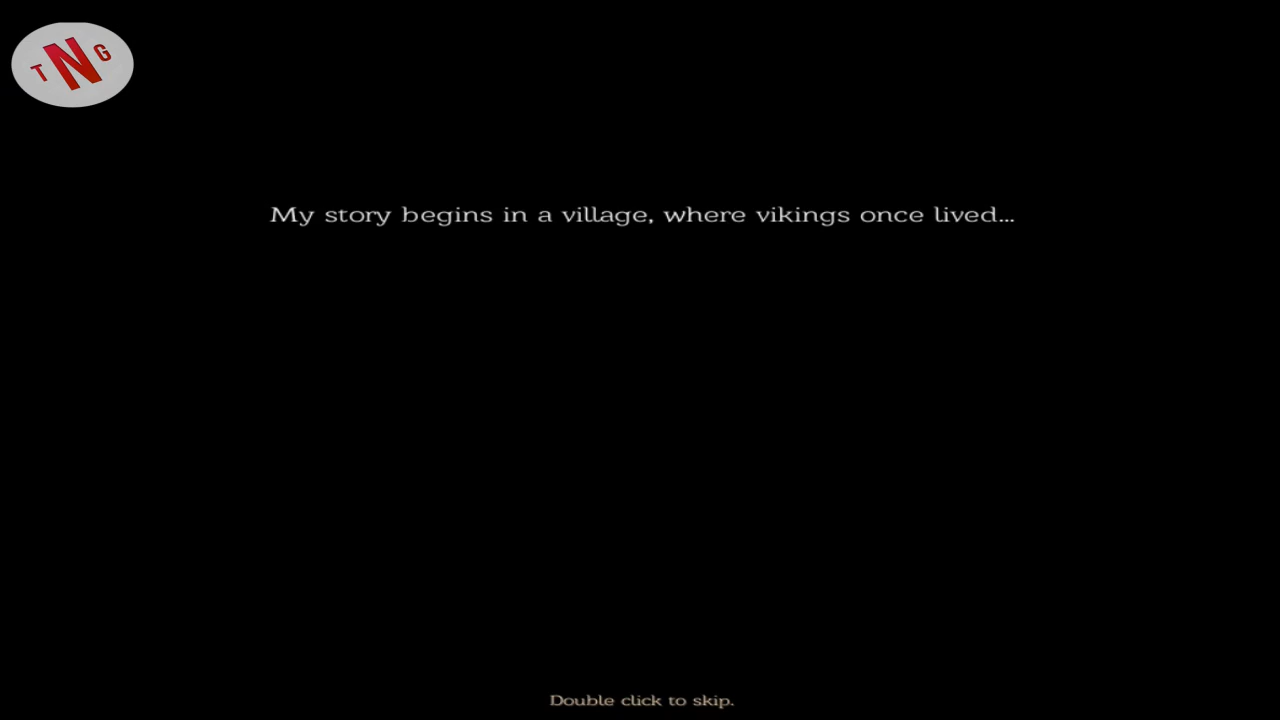 TNG
My story begins in a village, where vikings once lived...
Double click to skip.